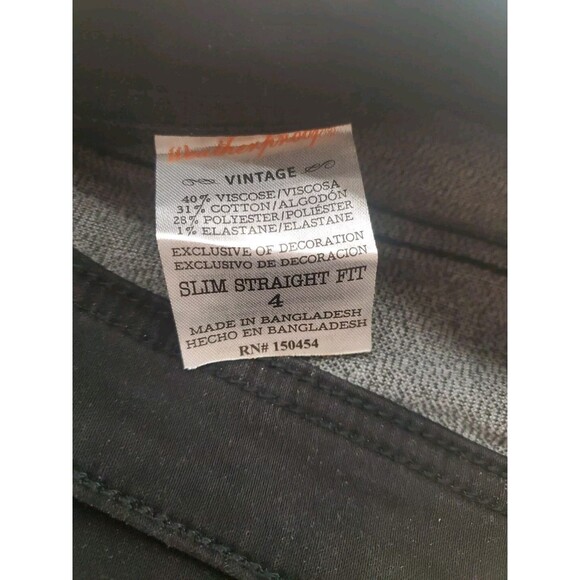 Weatherproof
VINTAGE
40% VISCOSE/VISCOSA
31% COTTON/ALGODÓN
28% POLYESTER/POLIÉSTER
1% ELASTANE/ELASTANE
EXCLUSIVE OF DECORATION
EXCLUSIVO DE DECORACION
SLIM STRAIGHT FIT
4
MADE IN BANGLADESH
HECHO EN BANGLADESH
RN# 150454